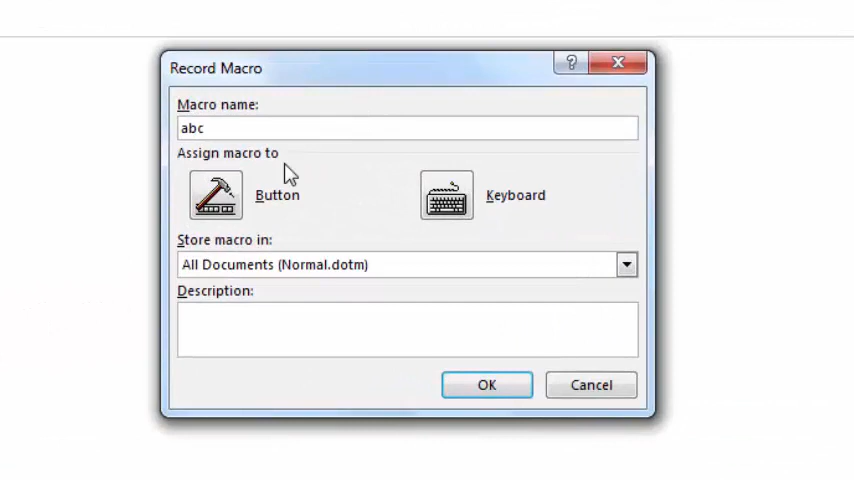 Record Macro
?
Macro name:
abc
Assign macro to
Button Keyboard
Store macro in:
All Documents (Normal.dotm)
Description:
OK Cancel